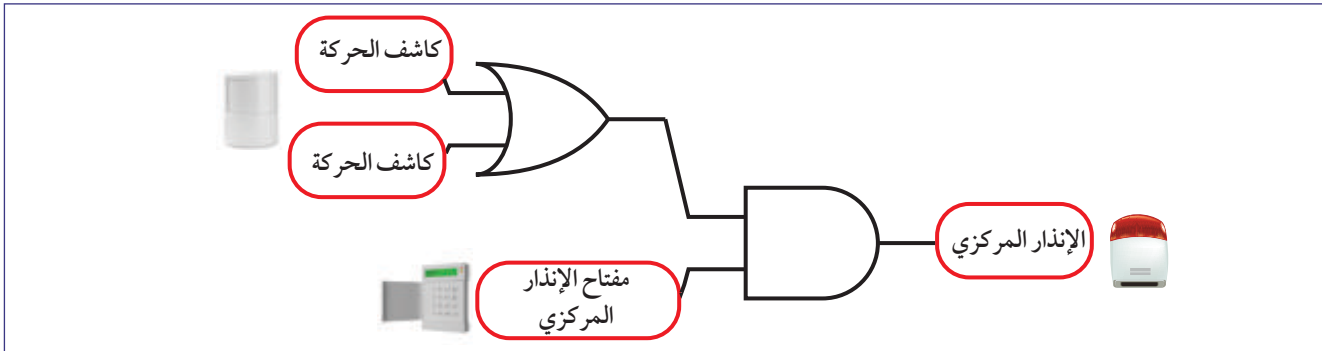 كاشف الحركة
كاشف الحركة
مفتاح الإنذار
المركزي
الإنذار المركزي